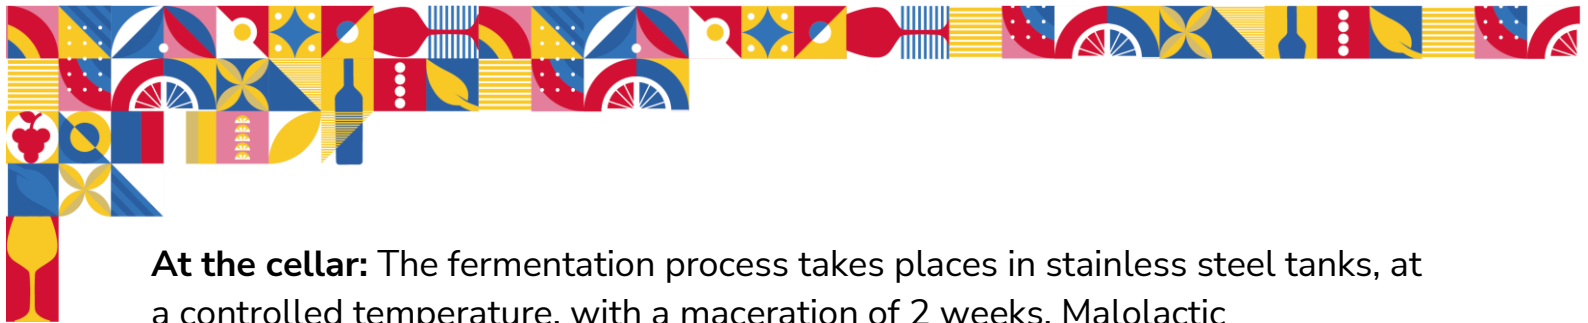 At the cellar: The fermentation process takes places in stainless steel tanks, at
a controlled temperature, with a maceration of 2 weeks. Malolactic